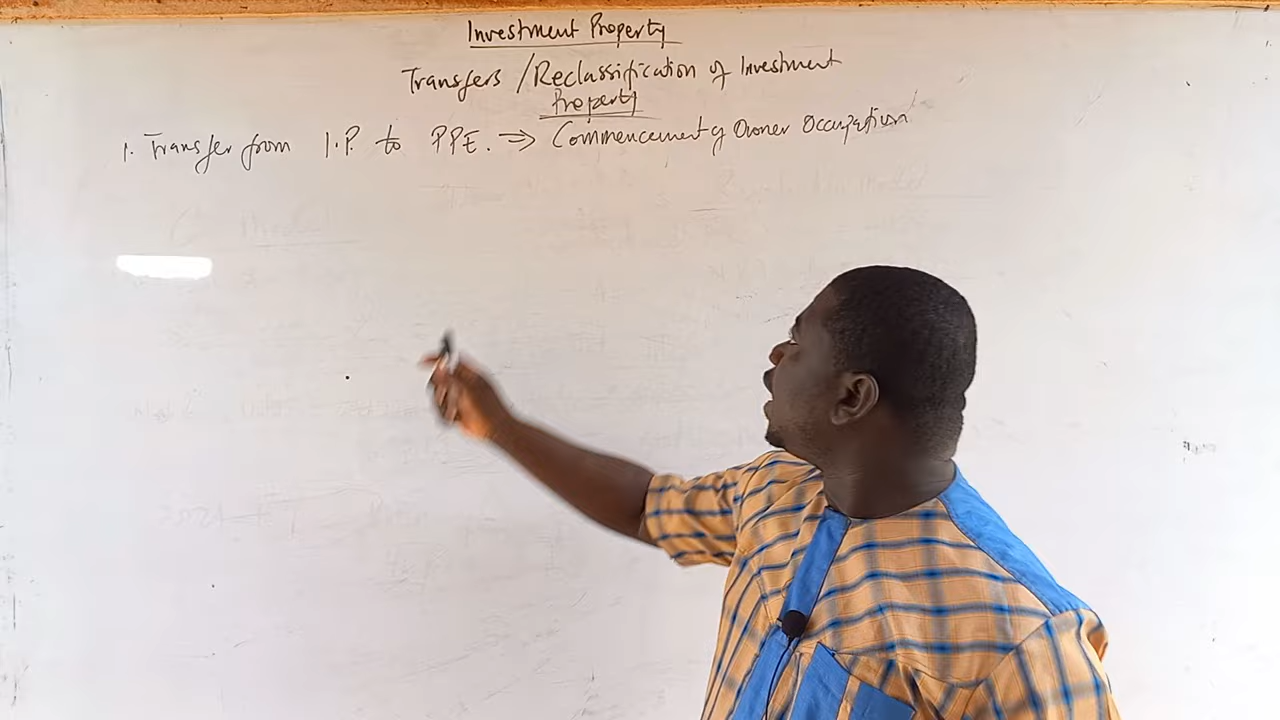 Investment Property
Transfers / Reclassification of Investment
Property
1. Transfer from I.P. to PPE. ⇒ Commencement of Owner Occupation